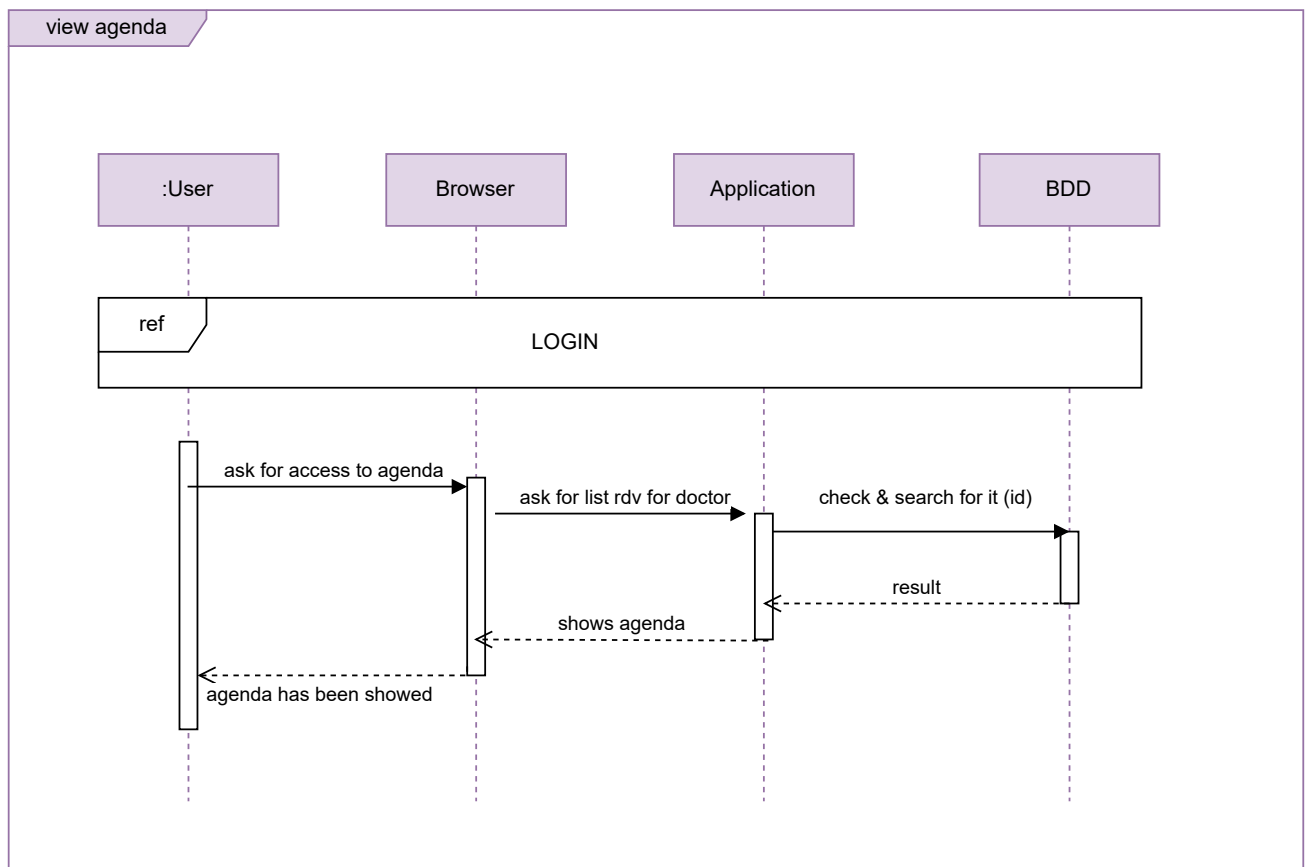 view agenda
:User
Browser
Application
BDD
ref
LOGIN
ask for access to agenda
ask for list rdv for doctor
check & search for it (id)
result
shows agenda
agenda has been showed